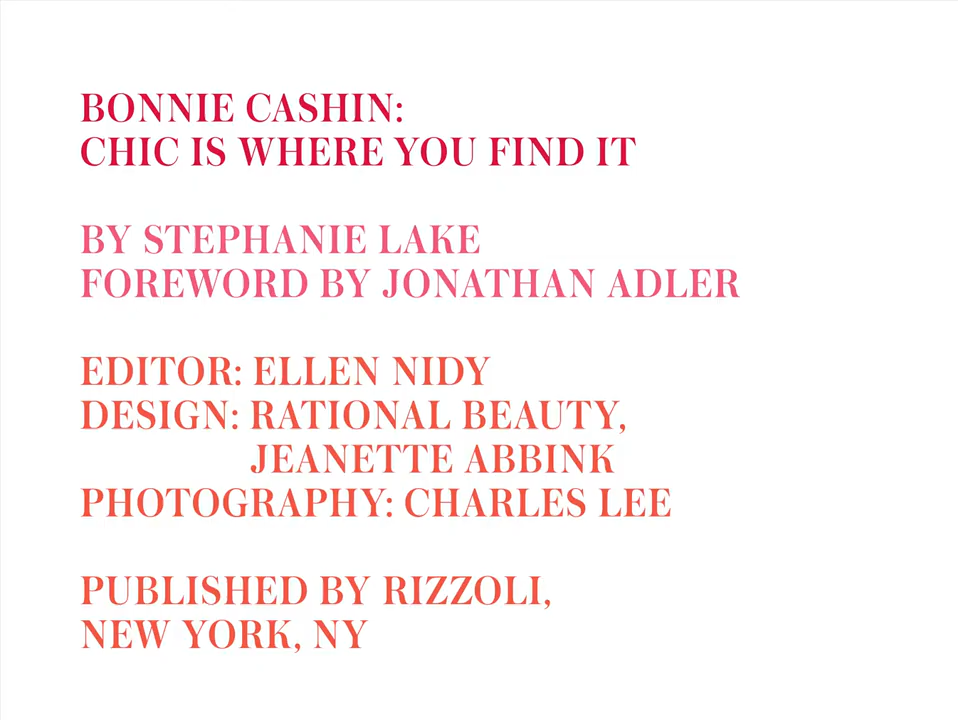 BONNIE CASHIN:
CHIC IS WHERE YOU FIND IT
BY STEPHANIE LAKE
FOREWORD BY JONATHAN ADLER
EDITOR: ELLEN NIDY
DESIGN: RATIONAL BEAUTY,
JEANETTE ABBINK
PHOTOGRAPHY: CHARLES LEE
PUBLISHED BY RIZZOLI,
NEW YORK, NY